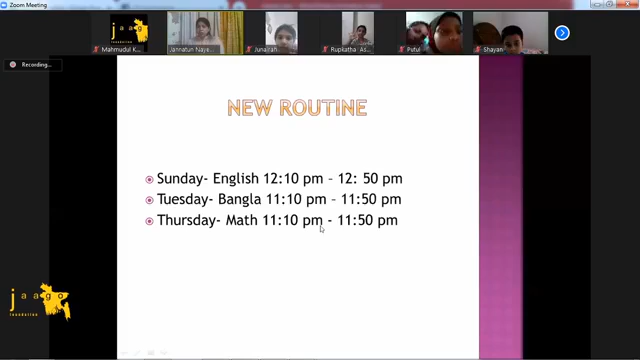 Zoom Meeting
Recording...
jaago
Mahmudul K...
Jannatun Naye...
Junairah
Rupkatha As...
Putul
Shayan
NEW ROUTINE
Sunday- English 12:10 pm – 12: 50 pm
Tuesday- Bangla 11:10 pm – 11:50 pm
Thursday- Math 11:10 pm - 11:50 pm
jaago
foundation